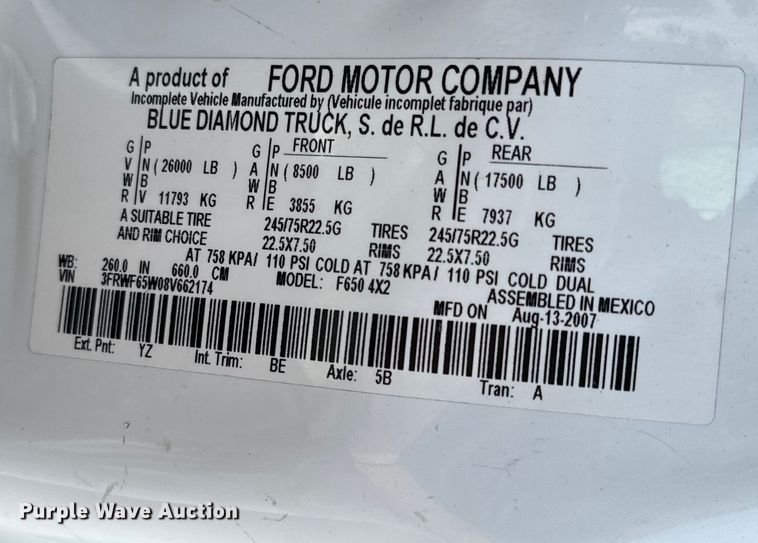 A product of FORD MOTOR COMPANY
Incomplete Vehicle Manufactured by (Vehicule incomplet fabrique par)
BLUE DIAMOND TRUCK, S. de R.L. de C.V.
G P G P FRONT G P REAR
V N ( 26000 LB ) A N ( 8500 LB ) A N ( 17500 LB )
W B W B W B
R V 11793 KG R E 3855 KG R E 7937 KG
A SUITABLE TIRE 245/75R22.5G TIRES 245/75R22.5G TIRES
AND RIM CHOICE 22.5X7.50 RIMS 22.5X7.50 RIMS
AT 758 KPA/ 110 PSI COLD AT 758 KPA/ 110 PSI COLD DUAL
WB: 260.0 IN 660.0 CM MODEL: F650 4X2 ASSEMBLED IN MEXICO
VIN 3FRWF65W08V662174 MFD ON Aug-13-2007
Ext. Pnt: YZ Int. Trim: BE Axle: 5B Tran: A
Purple Wave Auction